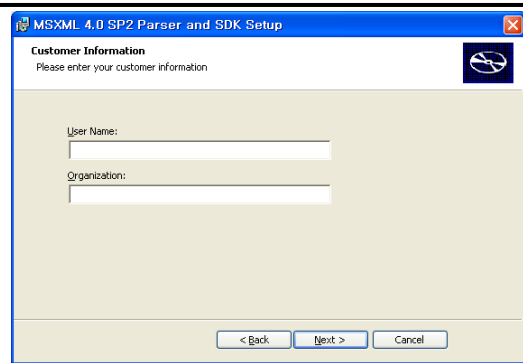 MSXML 4.0 SP2 Parser and SDK Setup
Customer Information
Please enter your customer information
User Name:
Organization:
< Back
Next >
Cancel